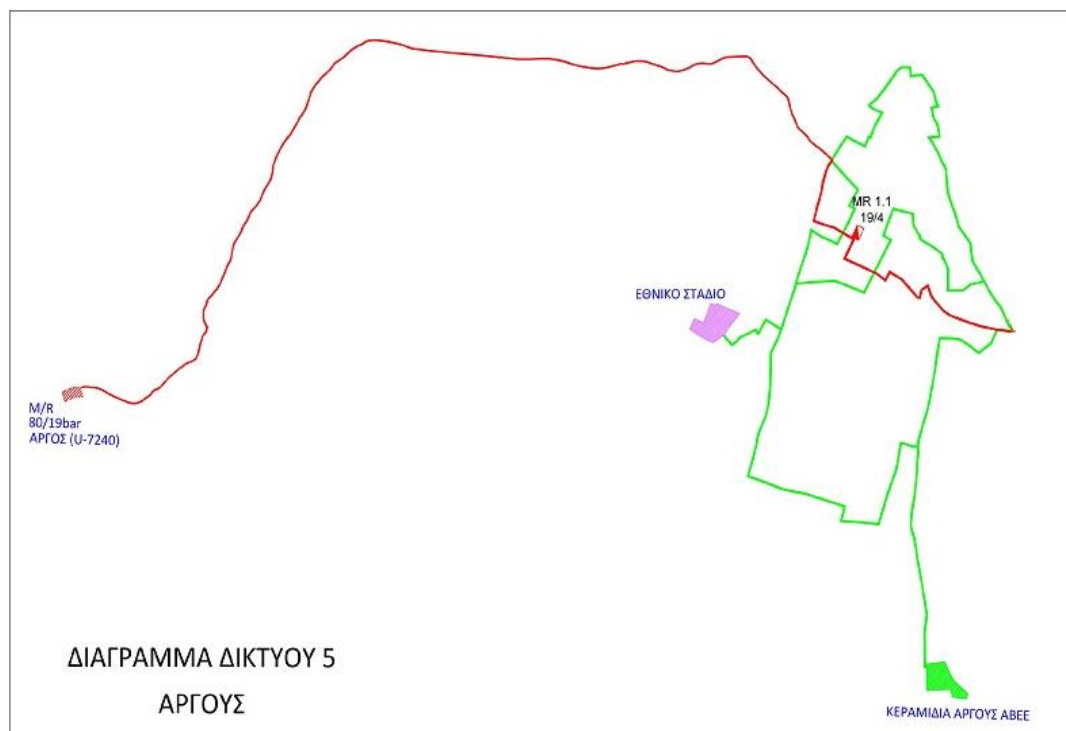 MR 1.1
19/4
ΕΘΝΙΚΟ ΣΤΑΔΙΟ
M/R
80/19bar
ΑΡΓΟΣ (U-7240)
ΔΙΑΓΡΑΜΜΑ ΔΙΚΤΥΟΥ 5
ΑΡΓΟΥΣ
ΚΕΡΑΜΙΔΙΑ ΑΡΓΟΥΣ ΑΒΕΕ